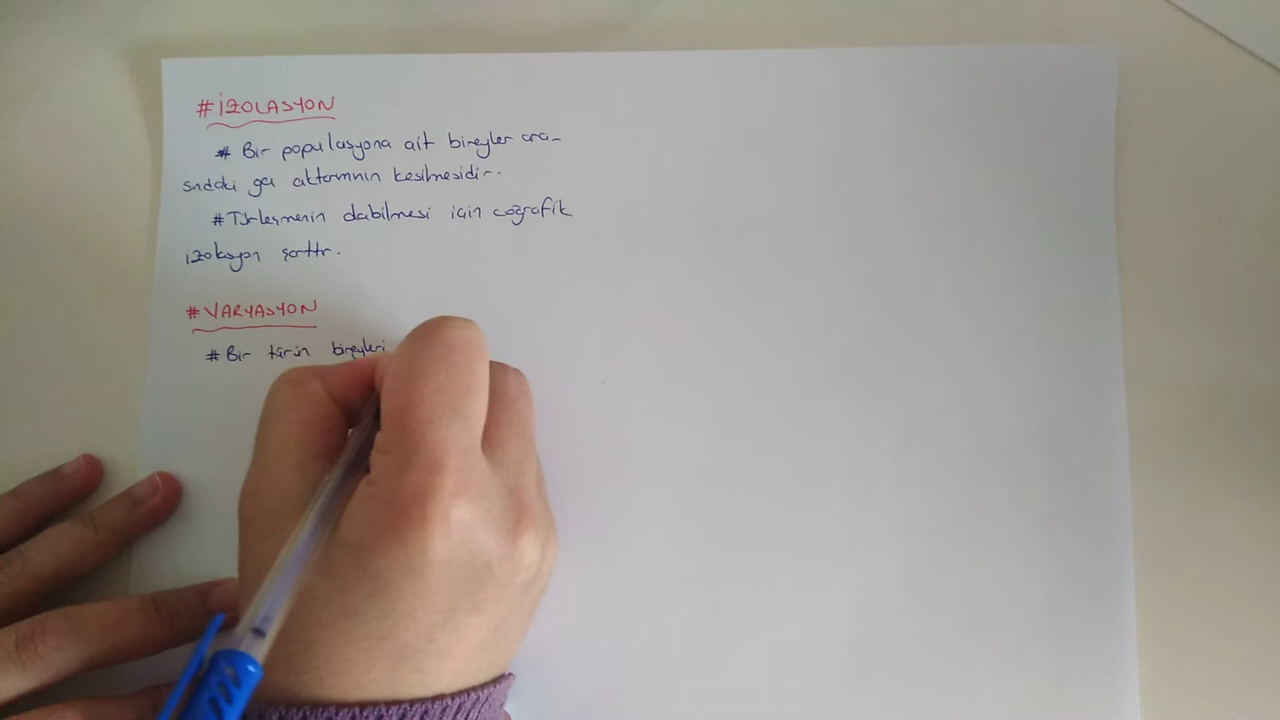 #İZOLASYON
# Bir populasyona ait bireyler ara-
sındaki gen aktarımının kesilmesidir.
#Türleşmenin olabilmesi için coğrafik
izolasyon şarttır.
#VARYASYON
#Bir türün bireyleri